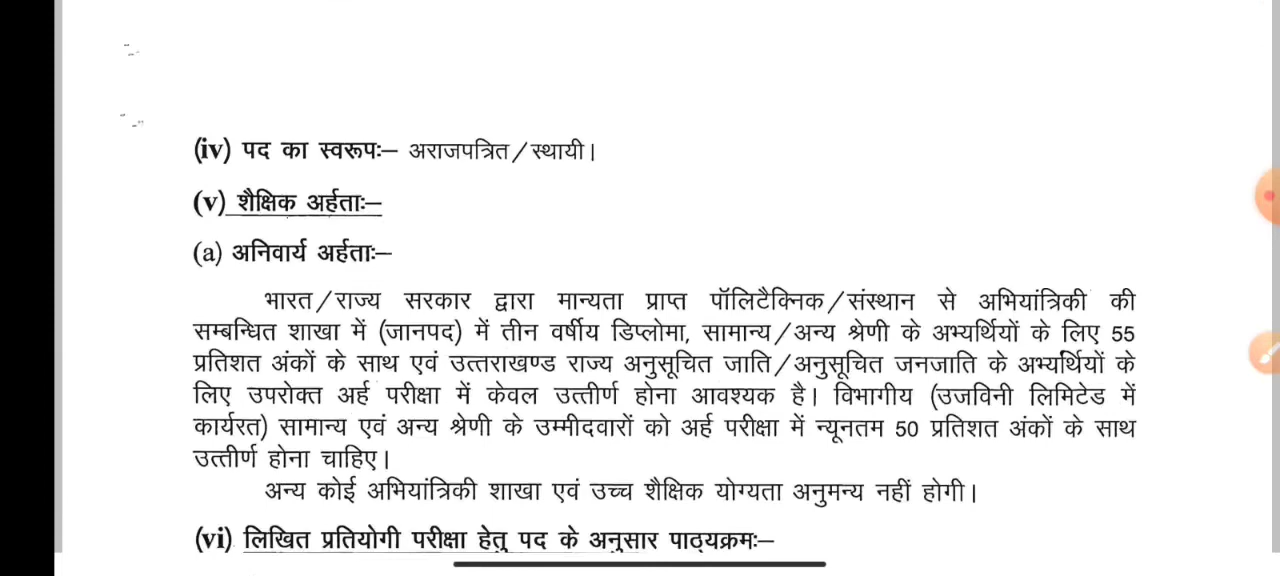 (iv) पद का स्वरूपः– अराजपत्रित/स्थायी।
(v) शैक्षिक अर्हताः–
(a) अनिवार्य अर्हताः–
भारत/राज्य सरकार द्वारा मान्यता प्राप्त पॉलिटैक्निक/संस्थान से अभियांत्रिकी की
सम्बन्धित शाखा में (जानपद) में तीन वर्षीय डिप्लोमा, सामान्य/अन्य श्रेणी के अभ्यर्थियों के लिए 55
प्रतिशत अंकों के साथ एवं उत्तराखण्ड राज्य अनुसूचित जाति/अनुसूचित जनजाति के अभ्यर्थियों के
लिए उपरोक्त अर्ह परीक्षा में केवल उत्तीर्ण होना आवश्यक है। विभागीय (उजविनी लिमिटेड में
कार्यरत) सामान्य एवं अन्य श्रेणी के उम्मीदवारों को अर्ह परीक्षा में न्यूनतम 50 प्रतिशत अंकों के साथ
उत्तीर्ण होना चाहिए।
अन्य कोई अभियांत्रिकी शाखा एवं उच्च शैक्षिक योग्यता अनुमन्य नहीं होगी।
(vi) लिखित प्रतियोगी परीक्षा हेतु पद के अनुसार पाठ्यक्रमः–